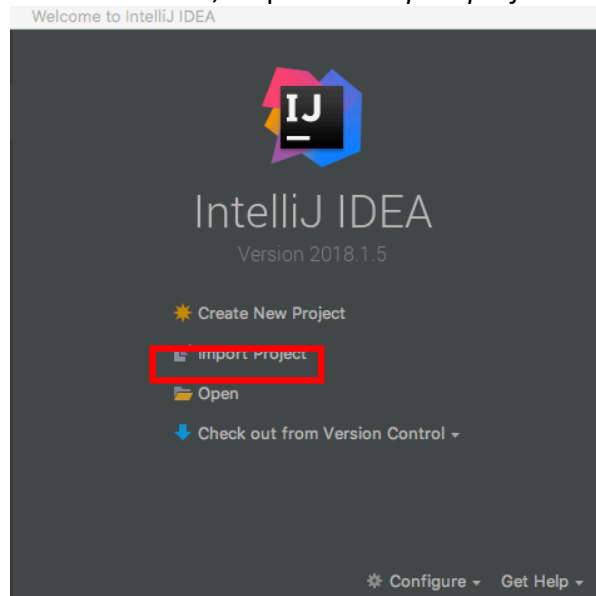 Welcome to IntelliJ IDEA
IJ
IntelliJ IDEA
Version 2018.1.5
Create New Project
Import Project
Open
Check out from Version Control
Configure
Get Help